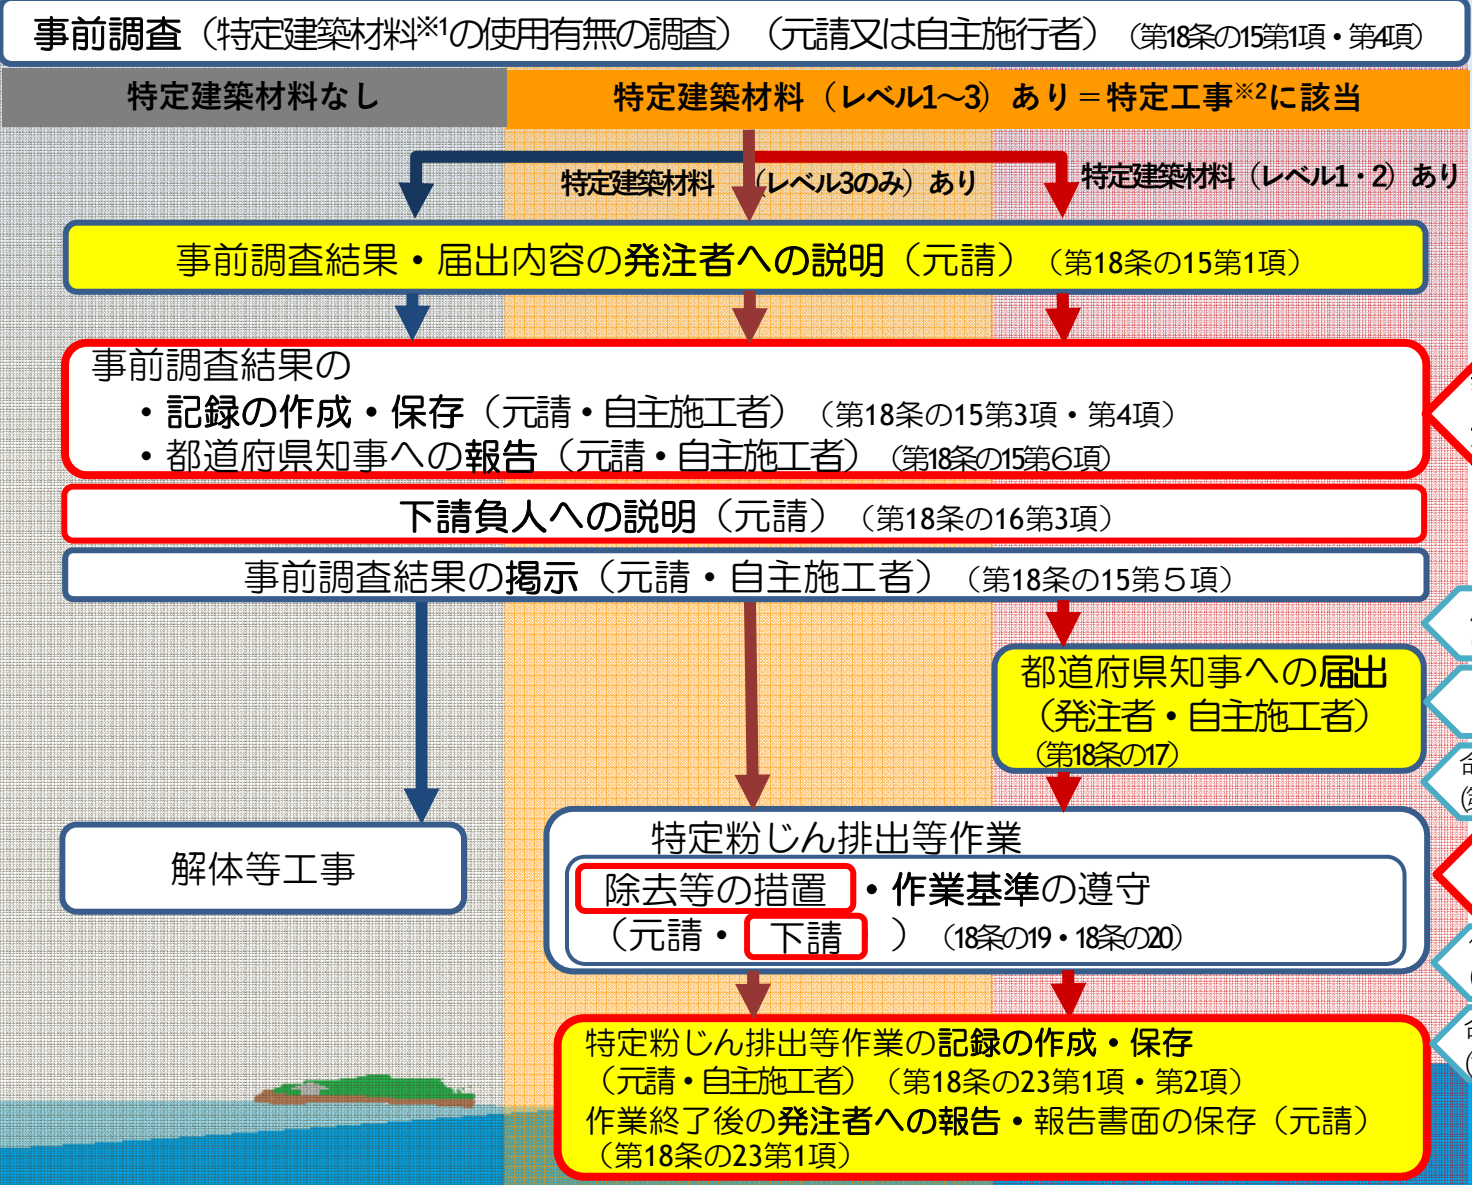 事前調査（特定建築材料※1の使用有無の調査）（元請又は自主施行者）（第18条の15第1項・第4項）
特定建築材料なし
特定建築材料（レベル1～3）あり＝特定工事※2に該当
特定建築材料（レベル3のみ）あり
特定建築材料（レベル1・2）あり
事前調査結果・届出内容の発注者への説明（元請）（第18条の15第1項）
事前調査結果の
・記録の作成・保存（元請・自主施工者）（第18条の15第3項・第4項）
・都道府県知事への報告（元請・自主施工者）（第18条の15第６項）
下請負人への説明（元請）（第18条の16第3項）
事前調査結果の掲示（元請・自主施工者）（第18条の15第５項）
都道府県知事への届出
（発注者・自主施工者）
（第18条の17）
解体等工事
特定粉じん排出等作業
除去等の措置・作業基準の遵守
（元請・下請）（18条の19・18条の20）
特定粉じん排出等作業の記録の作成・保存
（元請・自主施工者）（第18条の23第1項・第2項）
作業終了後の発注者への報告・報告書面の保存（元請）
（第18条の23第1項）